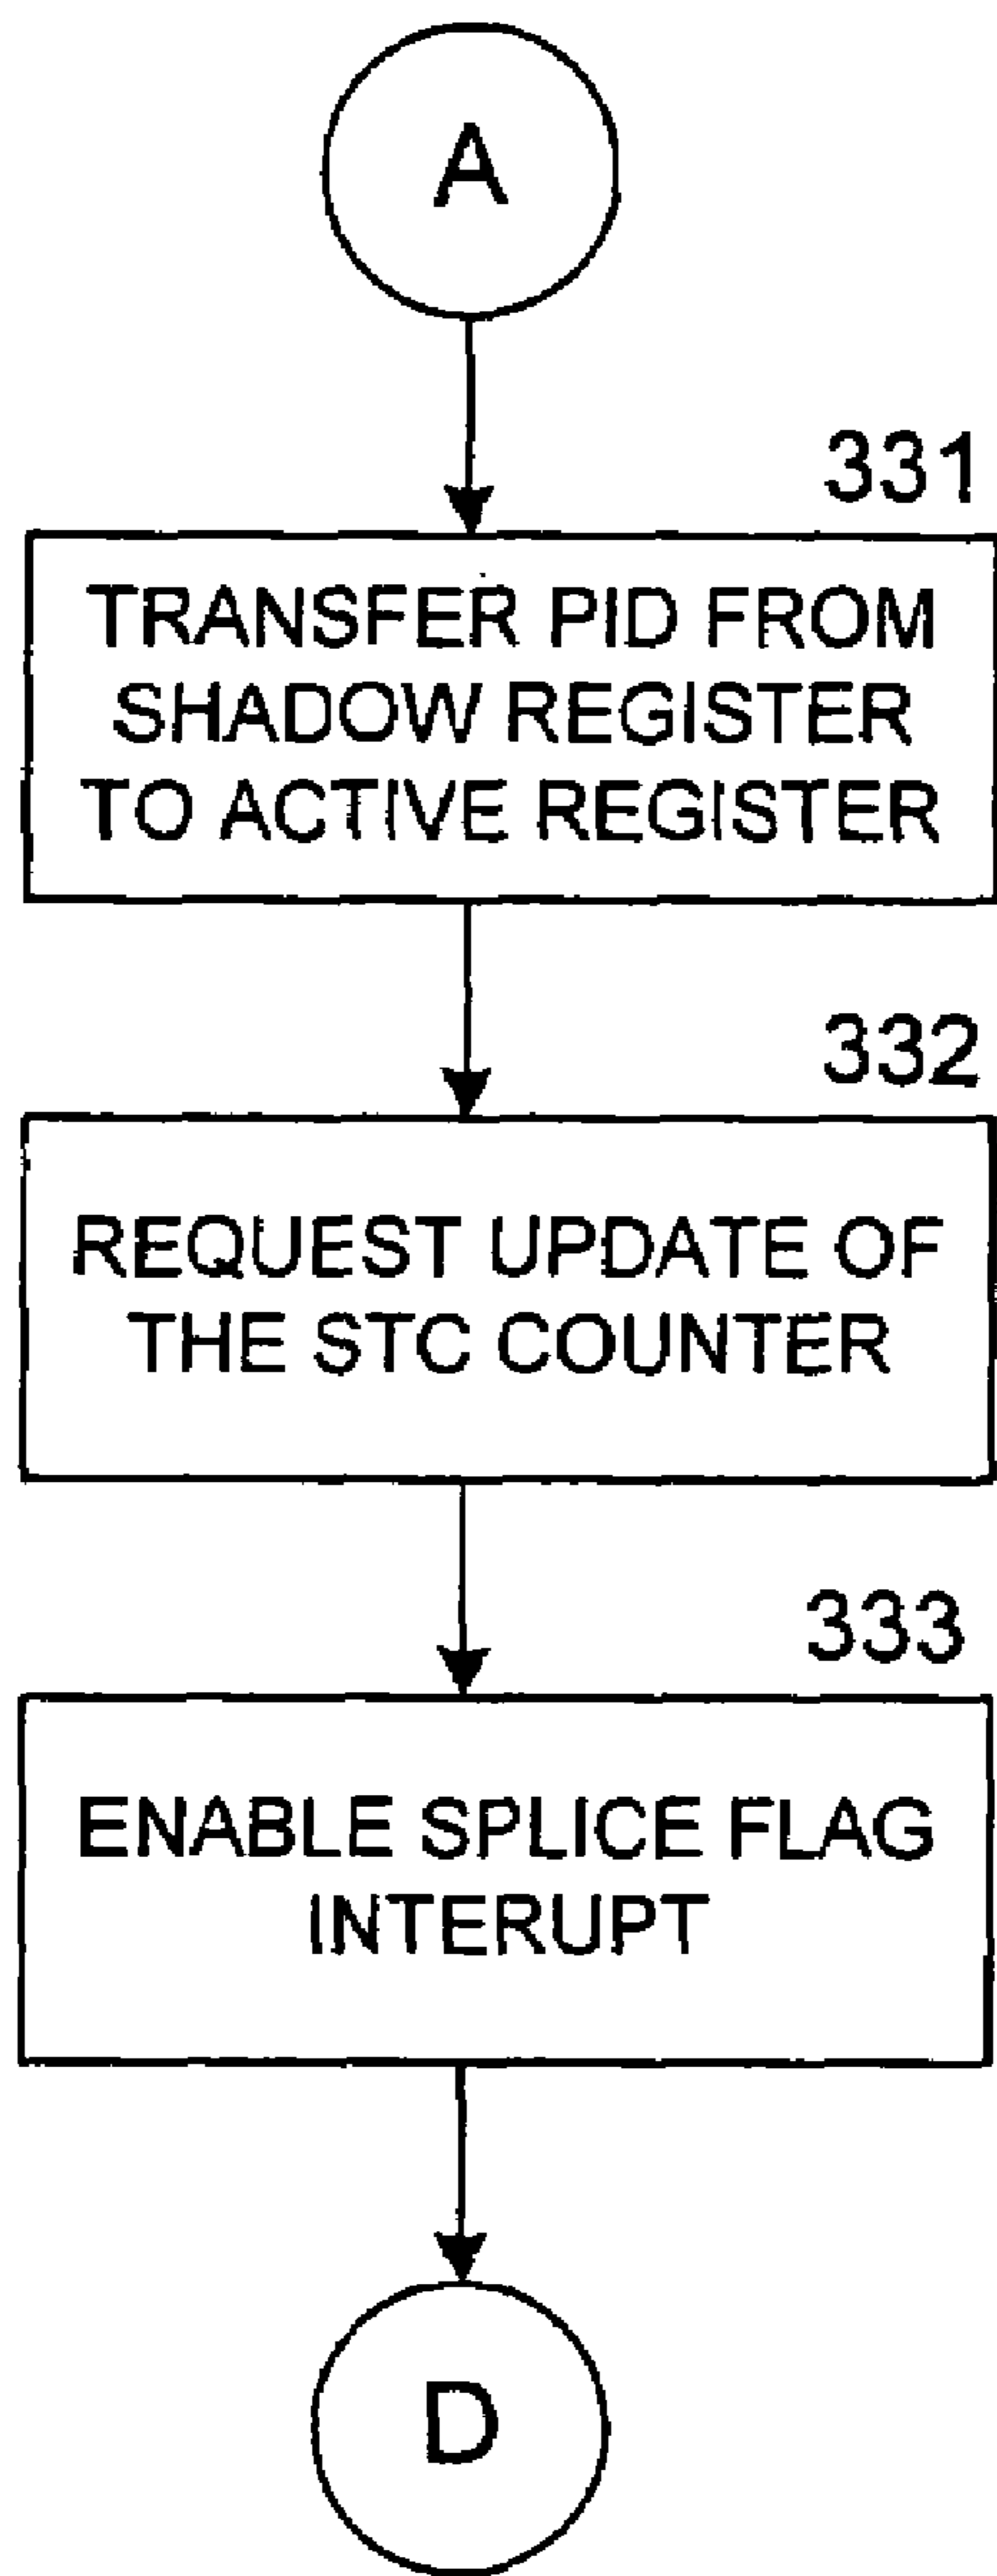 A
331
TRANSFER PID FROM
SHADOW REGISTER
TO ACTIVE REGISTER
332
REQUEST UPDATE OF
THE STC COUNTER
333
ENABLE SPLICE FLAG
INTERUPT
D